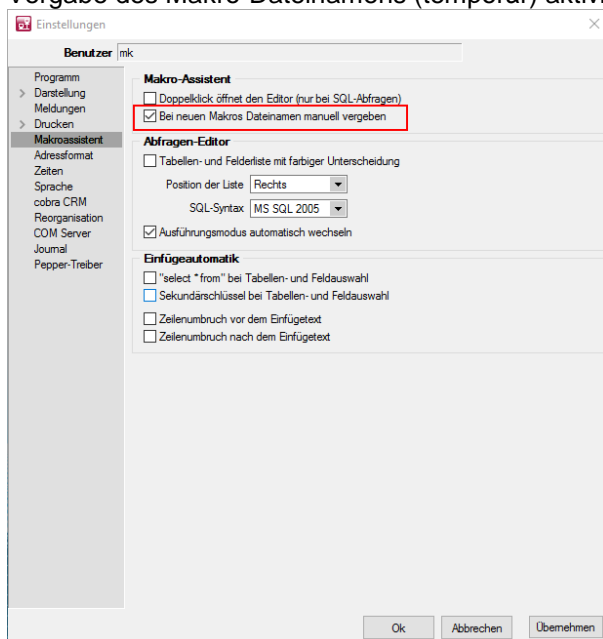 Vorgabe des Makro-Dateinamens (temporär)
Einstellungen
Benutzer mk
Programm
Darstellung
Meldungen
Drucken
Makroassistent
Adressformat
Zeiten
Sprache
cobra CRM
Reorganisation
COM Server
Journal
Pepper-Treiber
Makro-Assistent
Doppelklick öffnet den Editor (nur bei SQL-Abfragen)
Bei neuen Makros Dateinamen manuell vergeben
Abfragen-Editor
Tabellen- und Felderliste mit farbiger Unterscheidung
Position der Liste Rechts
SQL-Syntax MS SQL 2005
Ausführungsmodus automatisch wechseln
Einfügeautomatik
"select * from" bei Tabellen- und Feldauswahl
Sekundärschlüssel bei Tabellen- und Feldauswahl
Zeilenumbruch vor dem Einfügetext
Zeilenumbruch nach dem Einfügetext
Ok Abbrechen Übernehmen